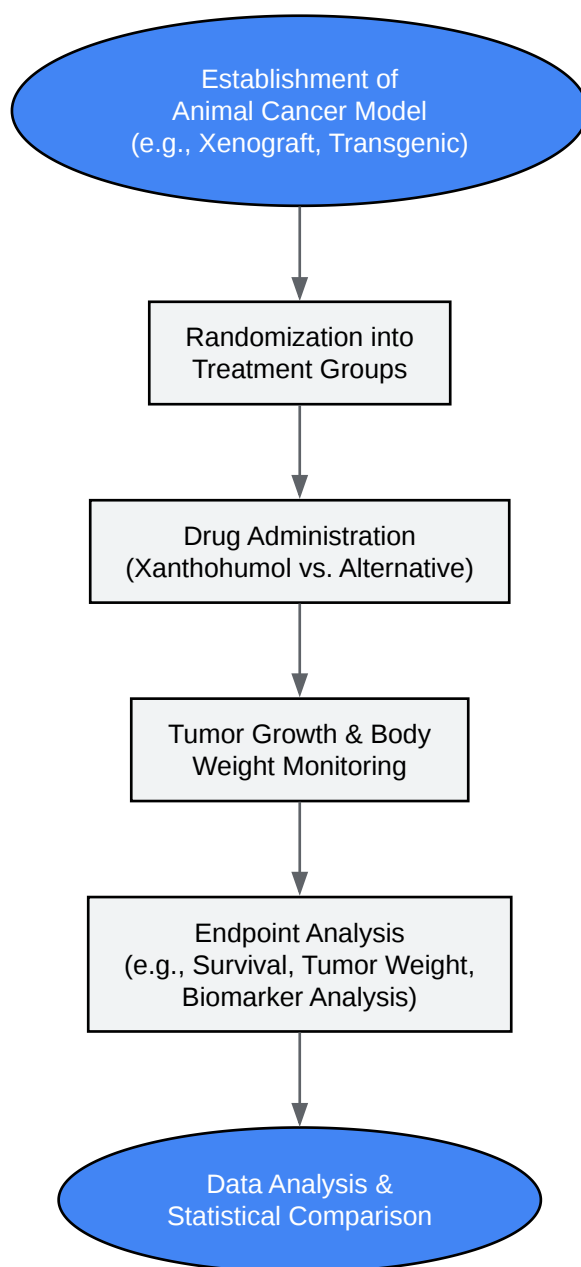 Establishment of
Animal Cancer Model
(e.g., Xenograft, Transgenic)
Randomization into
Treatment Groups
Drug Administration
(Xanthohumol vs. Alternative)
Tumor Growth & Body
Weight Monitoring
Endpoint Analysis
(e.g., Survival, Tumor Weight,
Biomarker Analysis)
Data Analysis &
Statistical Comparison